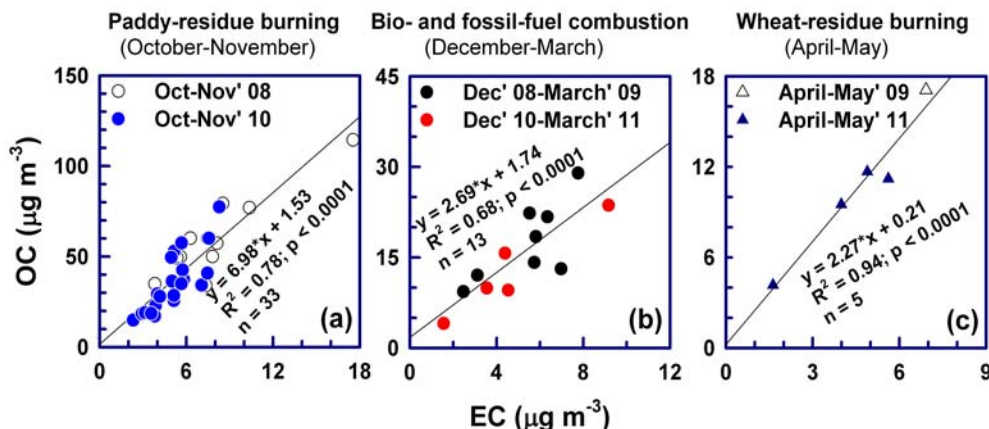 Paddy-residue burning
(October-November)
Bio- and fossil-fuel combustion
(December-March)
Wheat-residue burning
(April-May)
OC (µg m⁻³)
150
100
50
0
0
6
12
18
Oct-Nov' 08
Oct-Nov' 10
y = 6.98*x + 1.53
R² = 0.78; p < 0.0001
n = 33
(a)
45
30
15
0
0
4
8
12
Dec' 08-March' 09
Dec' 10-March' 11
y = 2.69*x + 1.74
R² = 0.68; p < 0.0001
n = 13
(b)
18
12
6
0
0
3
6
9
April-May' 09
April-May' 11
y = 2.27*x + 0.21
R² = 0.94; p < 0.0001
n = 5
(c)
EC (µg m⁻³)